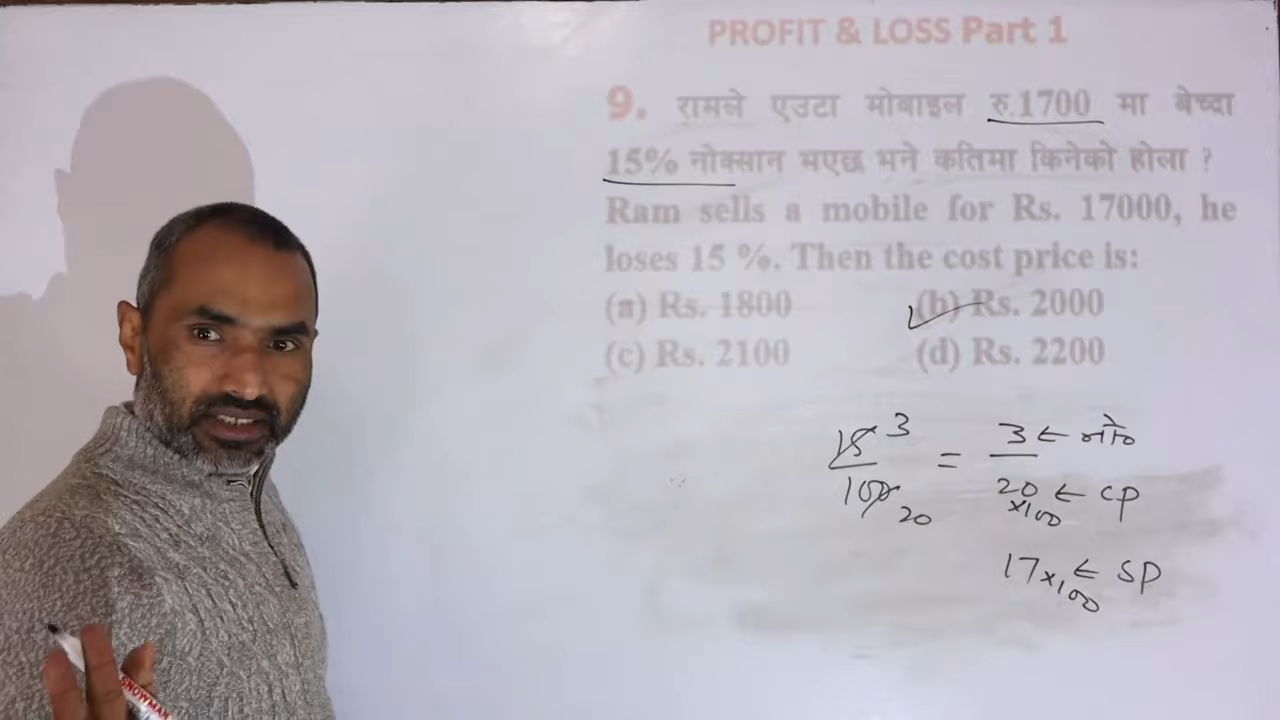 PROFIT & LOSS Part 1
9. रामले एउटा मोबाइल रु.1700 मा बेच्दा
15% नोक्सान भएछ भने कतिमा किनेको होला ?
Ram sells a mobile for Rs. 17000, he
loses 15 %. Then the cost price is:
(a) Rs. 1800 (b) Rs. 2000
(c) Rs. 2100 (d) Rs. 2200
15 3 = 3 ← नो०
100 20 20 ← CP
×100
17 ×100 ← SP
SNOWMAN